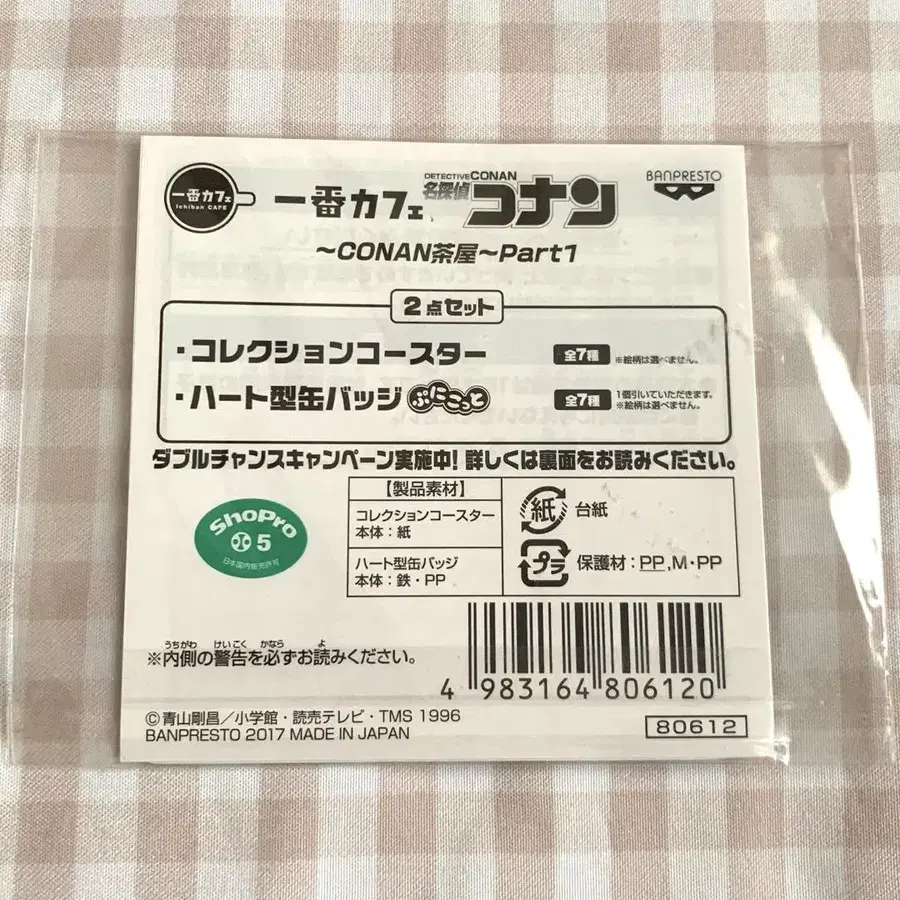 一番カフェ
Ichiban CAFE
一番カフェ
DETECTIVE CONAN
名探偵コナン
BANPRESTO
～CONAN茶屋～Part1
2点セット
・コレクションコースター
全7種
※絵柄は選べません。
・ハート型缶バッジ ぷにこっと
全7種
1個引いていただきます。
※絵柄は選べません。
ダブルチャンスキャンペーン実施中!詳しくは裏面をお読みください。
ShoPro
5
日本国内販売許可
【製品素材】
コレクションコースター
本体：紙
ハート型缶バッジ
本体：鉄・PP
紙 台紙
プラ 保護材：PP,M・PP
うちがわ けいこく かなら よ
※内側の警告を必ずお読みください。
4 983164 806120
©青山剛昌／小学館・読売テレビ・TMS 1996
BANPRESTO 2017 MADE IN JAPAN
80612